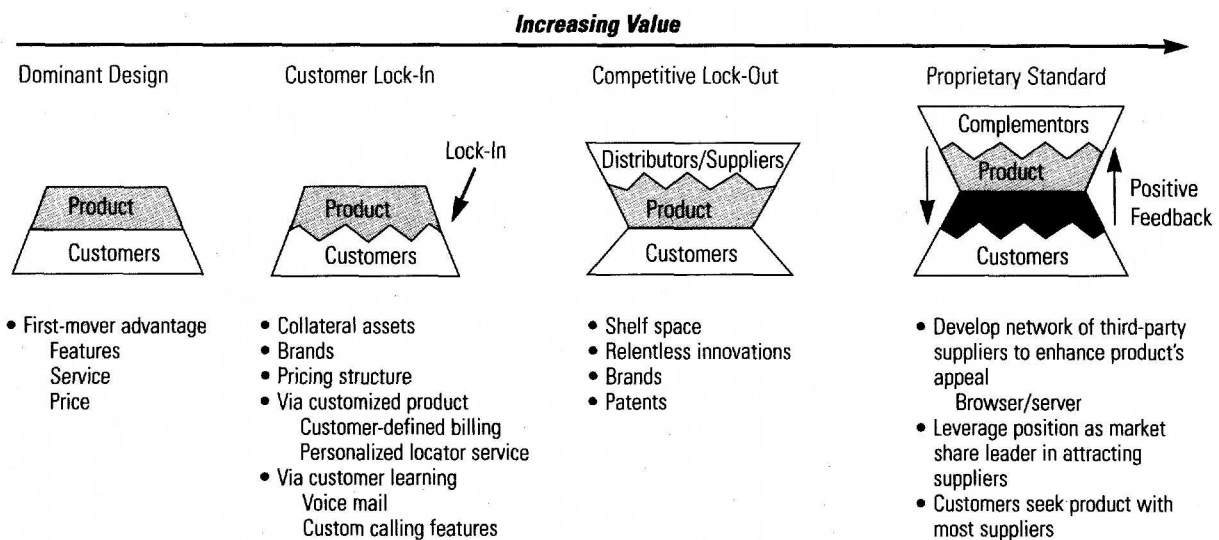 Increasing Value
Dominant Design
Customer Lock-In
Competitive Lock-Out
Proprietary Standard
Product
Customers
Lock-In
Product
Customers
Distributors/Suppliers
Product
Customers
Complementors
Product
Customers
Positive
Feedback
• First-mover advantage
Features
Service
Price
• Collateral assets
• Brands
• Pricing structure
• Via customized product
Customer-defined billing
Personalized locator service
• Via customer learning
Voice mail
Custom calling features
• Shelf space
• Relentless innovations
• Brands
• Patents
• Develop network of third-party
suppliers to enhance product's
appeal
Browser/server
• Leverage position as market
share leader in attracting
suppliers
• Customers seek product with
most suppliers